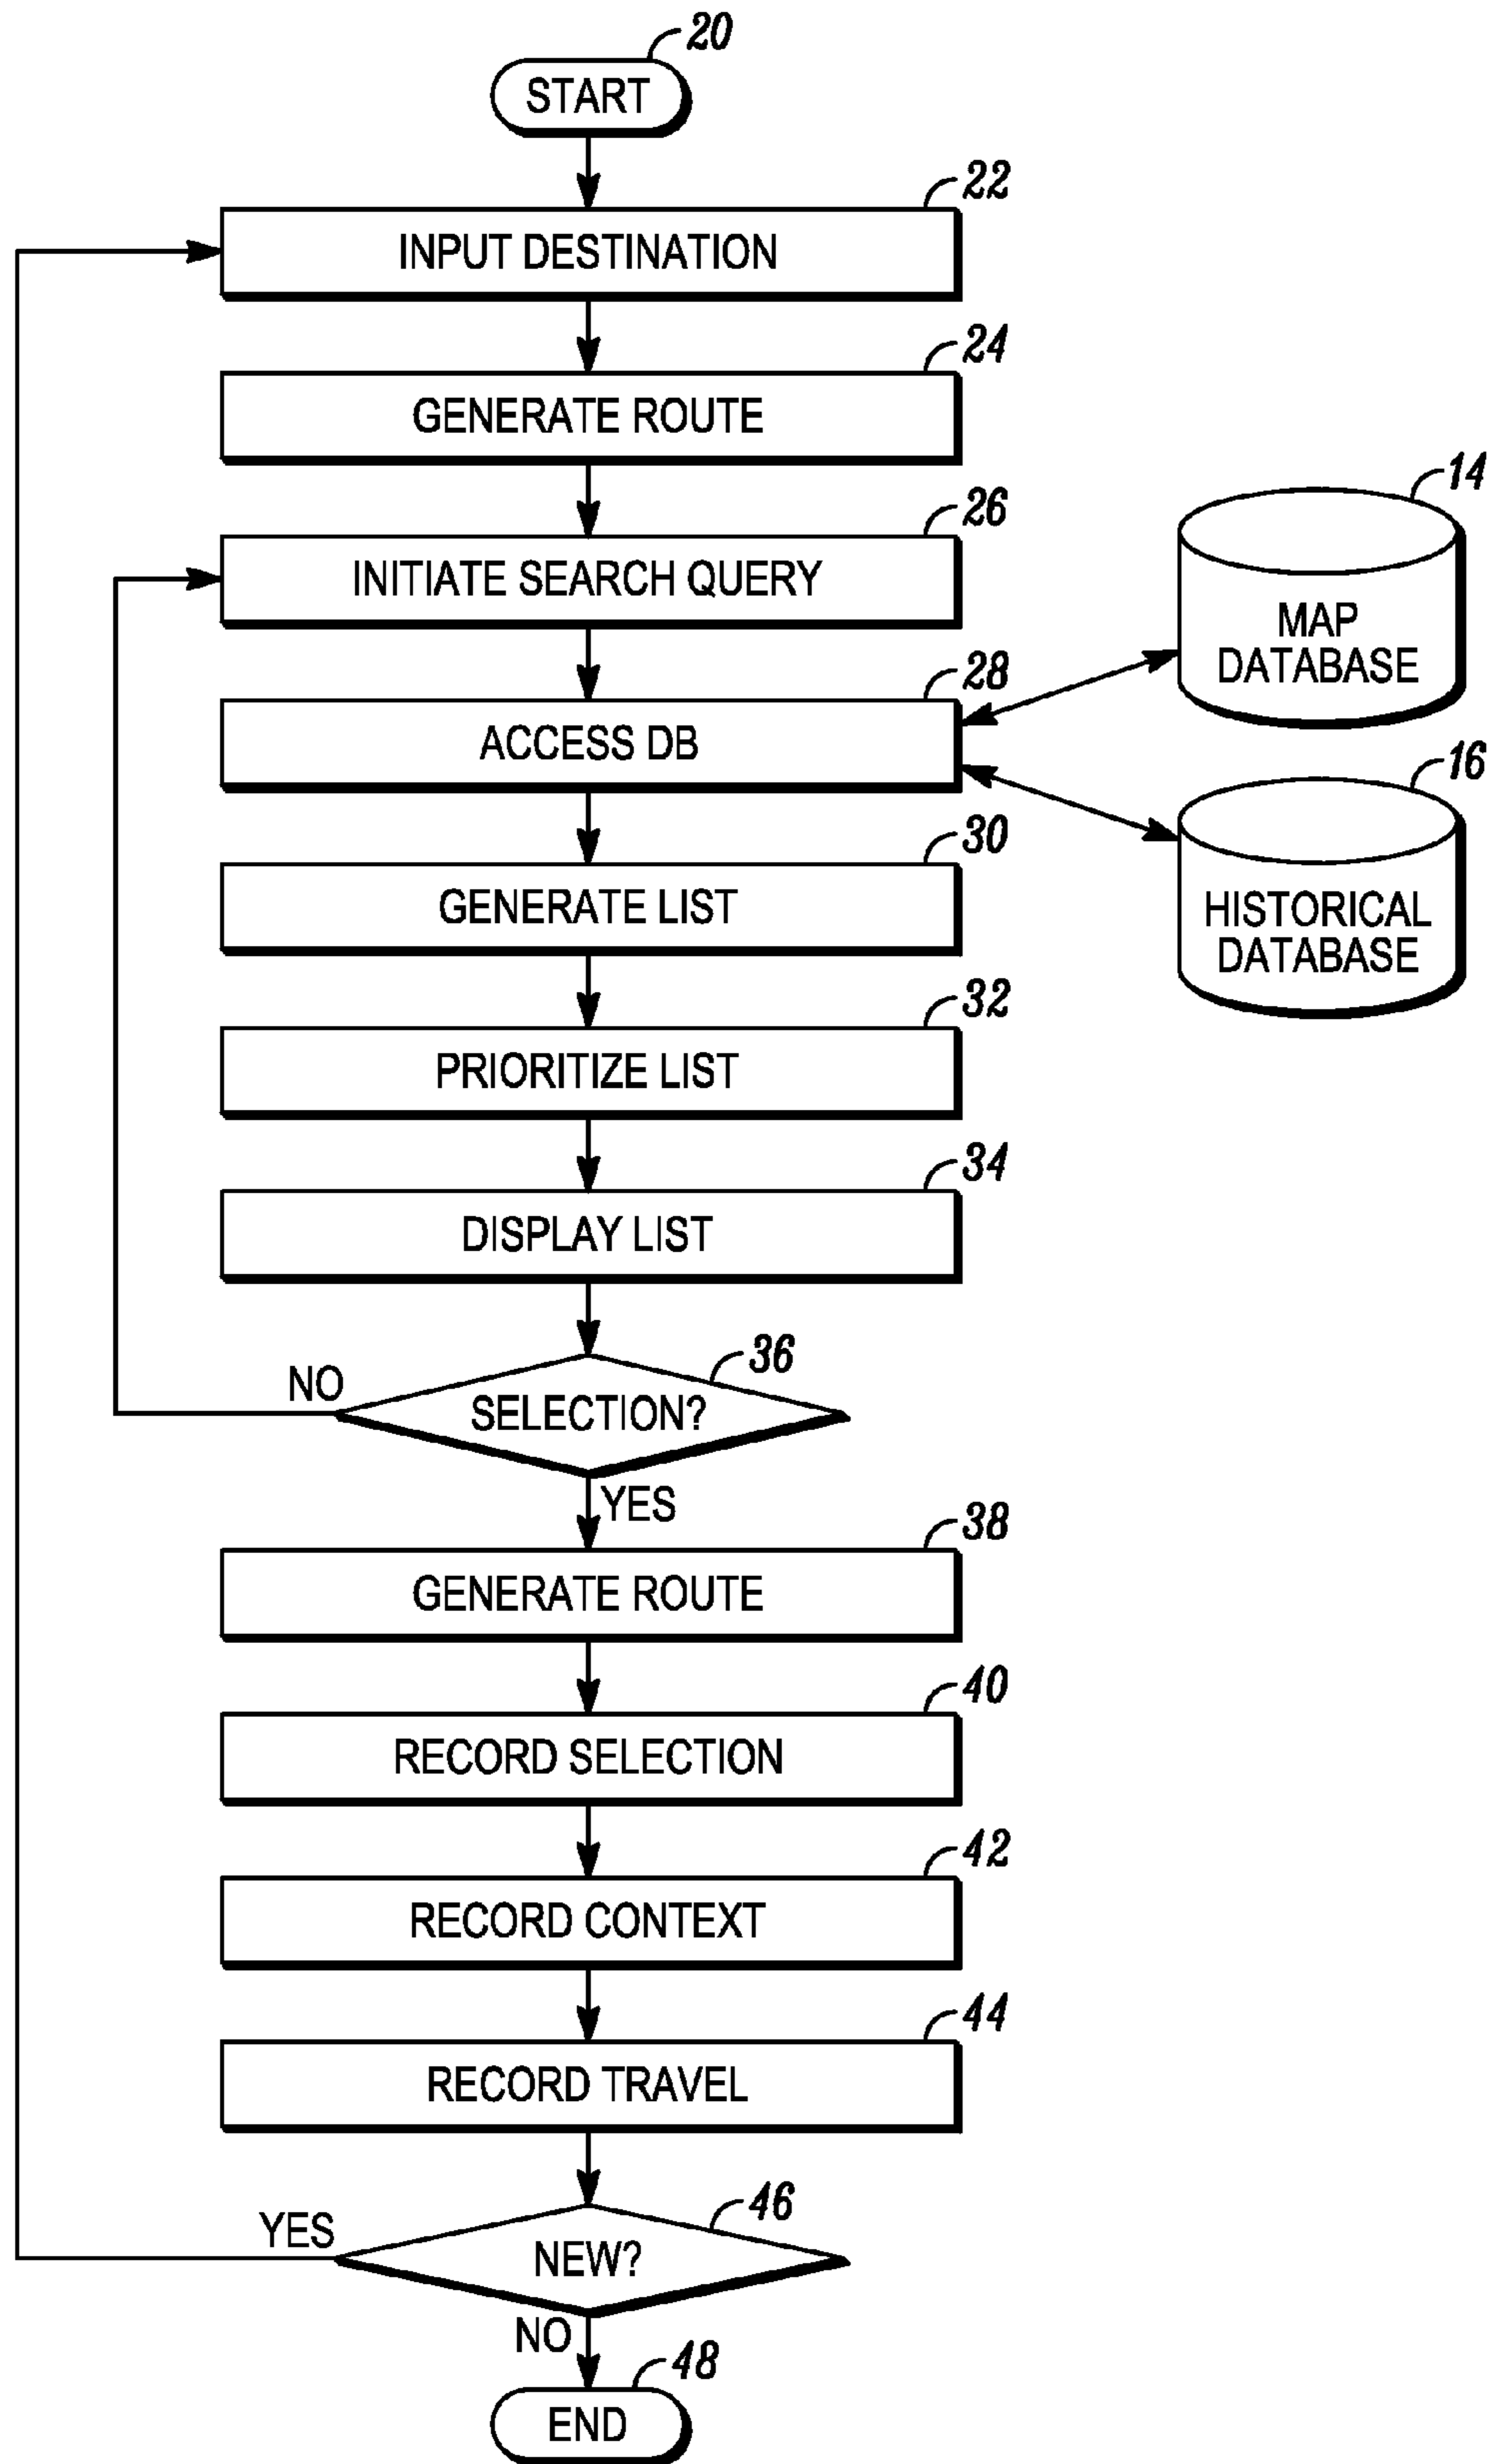 20
START
22
INPUT DESTINATION
24
GENERATE ROUTE
26
INITIATE SEARCH QUERY
14
MAP
DATABASE
28
ACCESS DB
16
HISTORICAL
DATABASE
30
GENERATE LIST
32
PRIORITIZE LIST
34
DISPLAY LIST
36
NO
SELECTION?
YES
38
GENERATE ROUTE
40
RECORD SELECTION
42
RECORD CONTEXT
44
RECORD TRAVEL
46
YES
NEW?
NO
48
END